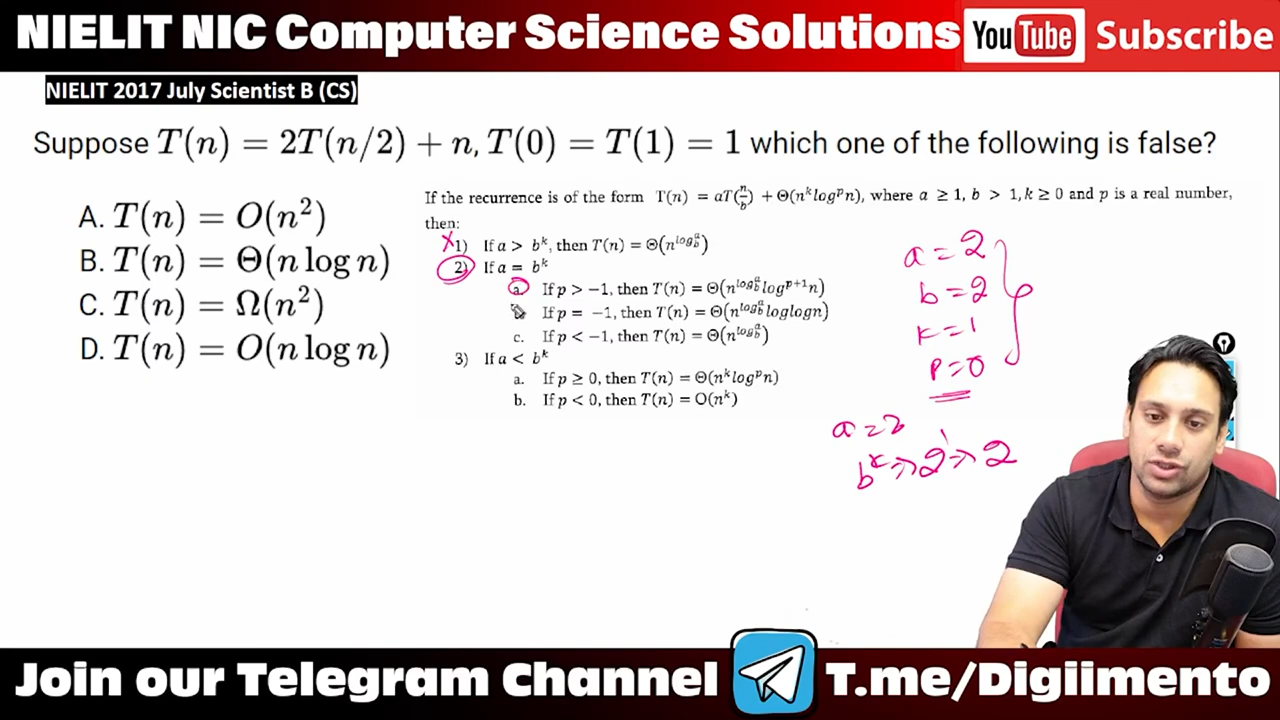 NIELIT NIC Computer Science Solutions YouTube Subscribe
NIELIT 2017 July Scientist B (CS)
Suppose T(n) = 2T(n/2) + n, T(0) = T(1) = 1 which one of the following is false?
A. T(n) = O(n²)
B. T(n) = Θ(n log n)
C. T(n) = Ω(n²)
D. T(n) = O(n log n)
If the recurrence is of the form T(n) = aT(n/b) + Θ(n^k log^p n), where a ≥ 1, b > 1, k ≥ 0 and p is a real number,
then:
X 1) If a > b^k, then T(n) = Θ(n^(log_b^a))
2) If a = b^k
a. If p > −1, then T(n) = Θ(n^(log_b^a) log^(p+1) n)
b. If p = −1, then T(n) = Θ(n^(log_b^a) loglogn)
c. If p < −1, then T(n) = Θ(n^(log_b^a))
3) If a < b^k
a. If p ≥ 0, then T(n) = Θ(n^k log^p n)
b. If p < 0, then T(n) = O(n^k)
a = 2
b = 2
k = 1
P = 0
a = 2
b^k ⇒ 2^1 ⇒ 2
Join our Telegram Channel T.me/Digiimento